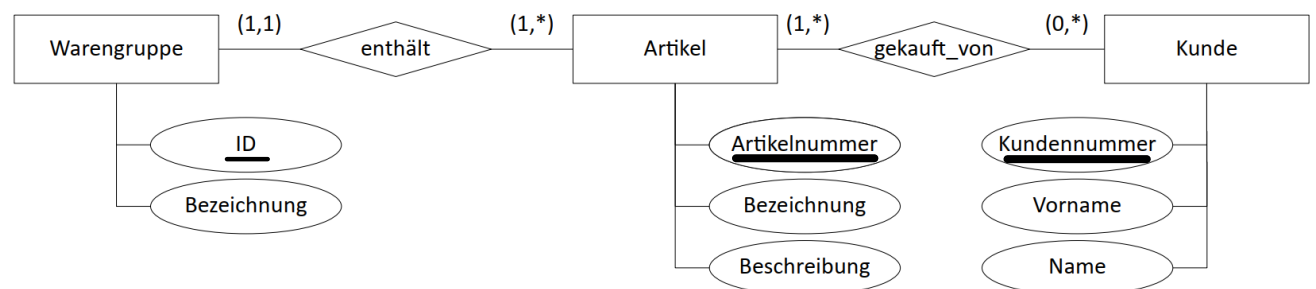 (1,1)
(1,*)
(1,*)
(0,*)
Warengruppe
enthält
Artikel
gekauft_von
Kunde
ID
Artikelnummer
Kundennummer
Bezeichnung
Bezeichnung
Vorname
Beschreibung
Name